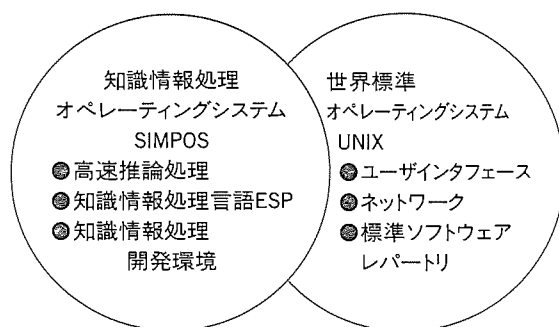 知識情報処理
オペレーティングシステム
SIMPOS
●高速推論処理
●知識情報処理言語ESP
●知識情報処理
開発環境
世界標準
オペレーティングシステム
UNIX
●ユーザインタフェース
●ネットワーク
●標準ソフトウェア
レパートリ